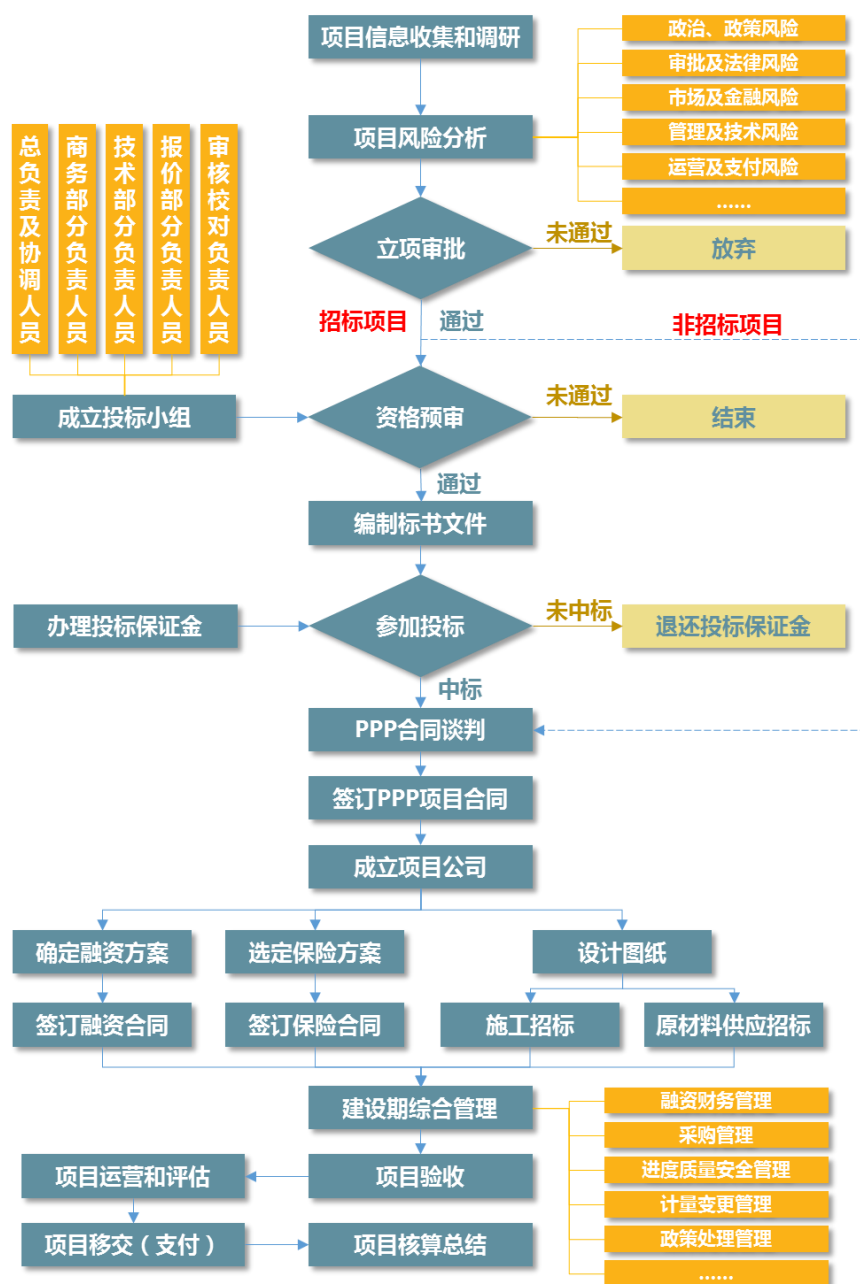 项目信息收集和调研
政治、政策风险
审批及法律风险
市场及金融风险
项目风险分析
管理及技术风险
运营及支付风险
......
总负责及协调人员
商务部分负责人员
技术部分负责人员
报价部分负责人员
审核校对负责人员
立项审批
未通过
放弃
招标项目
通过
非招标项目
成立投标小组
资格预审
未通过
结束
通过
编制标书文件
办理投标保证金
参加投标
未中标
退还投标保证金
中标
PPP合同谈判
签订PPP项目合同
成立项目公司
确定融资方案
选定保险方案
设计图纸
签订融资合同
签订保险合同
施工招标
原材料供应招标
建设期综合管理
融资财务管理
采购管理
进度质量安全管理
计量变更管理
政策处理管理
......
项目运营和评估
项目验收
项目移交（支付）
项目核算总结